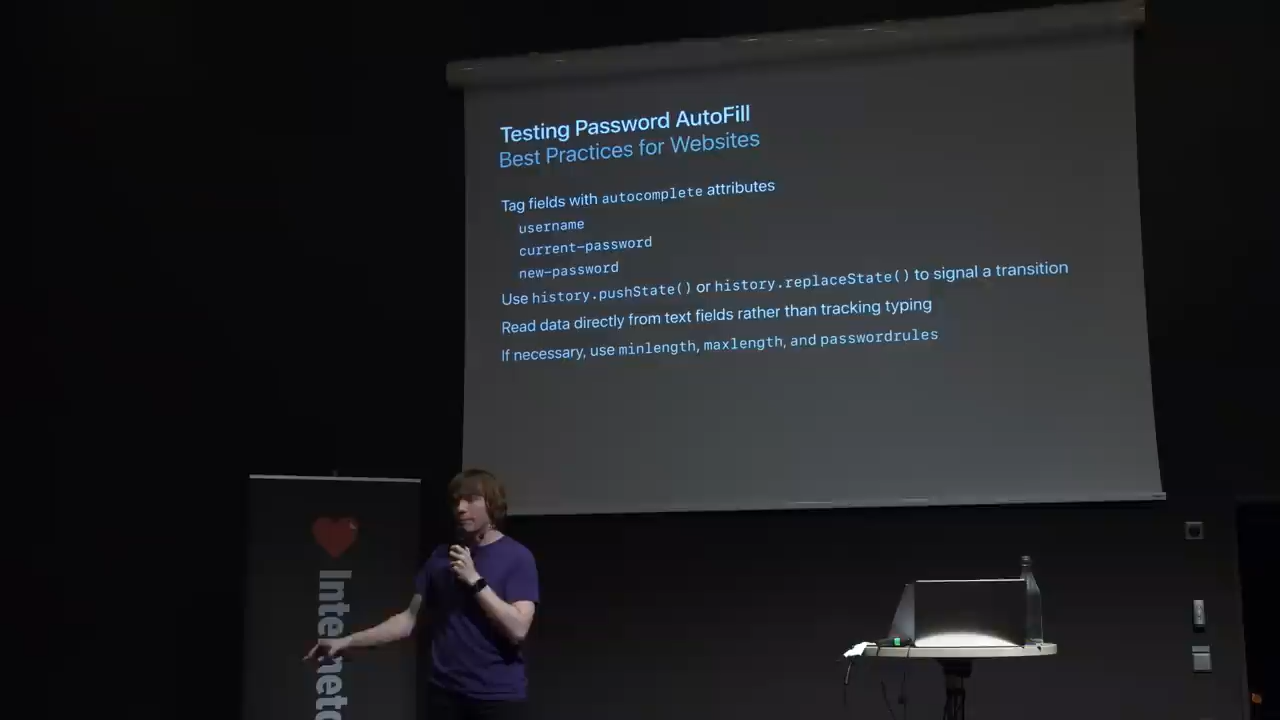 Testing Password AutoFill
Best Practices for Websites
Tag fields with autocomplete attributes
username
current-password
new-password
Use history.pushState() or history.replaceState() to signal a transition
Read data directly from text fields rather than tracking typing
If necessary, use minlength, maxlength, and passwordrules